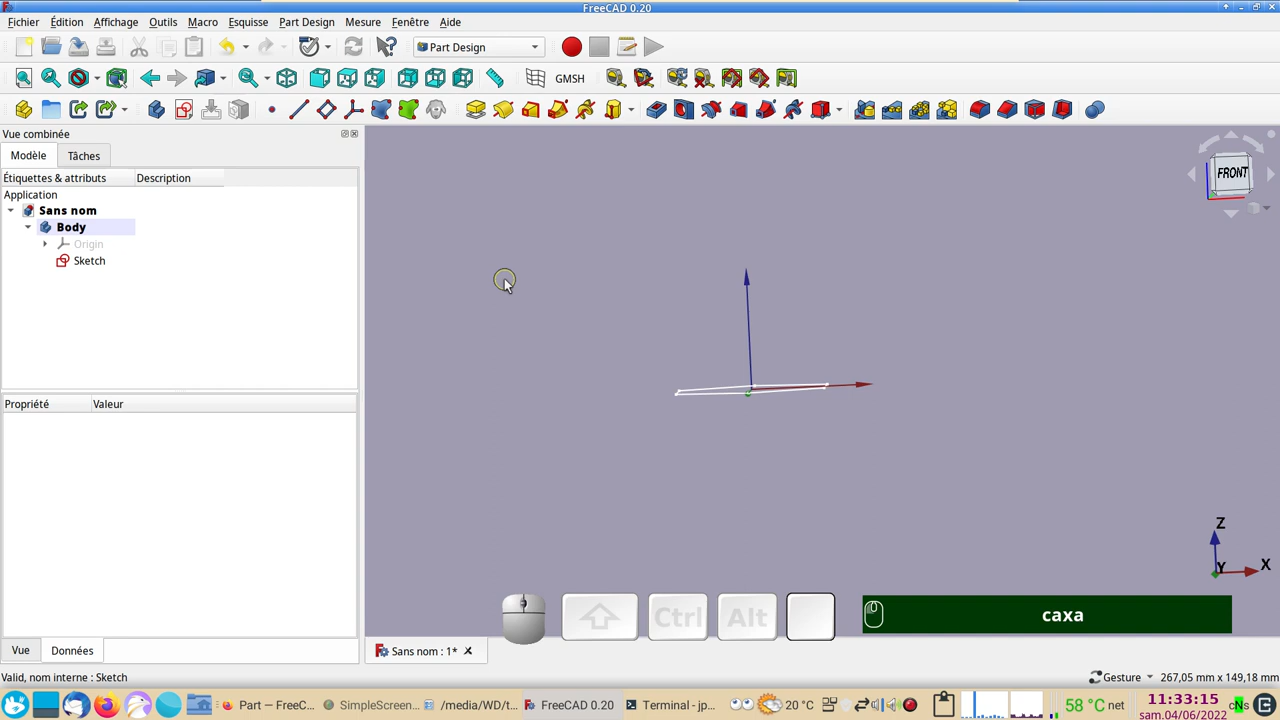 FreeCAD 0.20
Fichier Édition Affichage Outils Macro Esquisse Part Design Mesure Fenêtre Aide
Part Design
GMSH
Vue combinée
Modèle Tâches
Étiquettes & attributs Description
Application
Sans nom
Body
Origin
Sketch
FRONT
Propriété Valeur
Z
Y X
Ctrl Alt
caxa
Vue Données
Sans nom : 1*
Valid, nom interne : Sketch
Gesture 267,05 mm x 149,18 mm
Part — FreeC...
SimpleScreen...
/media/WD/t...
FreeCAD 0.20
Terminal - jp...
20 °C
58 °C net
11:33:15
sam.04/06/2022
cNs